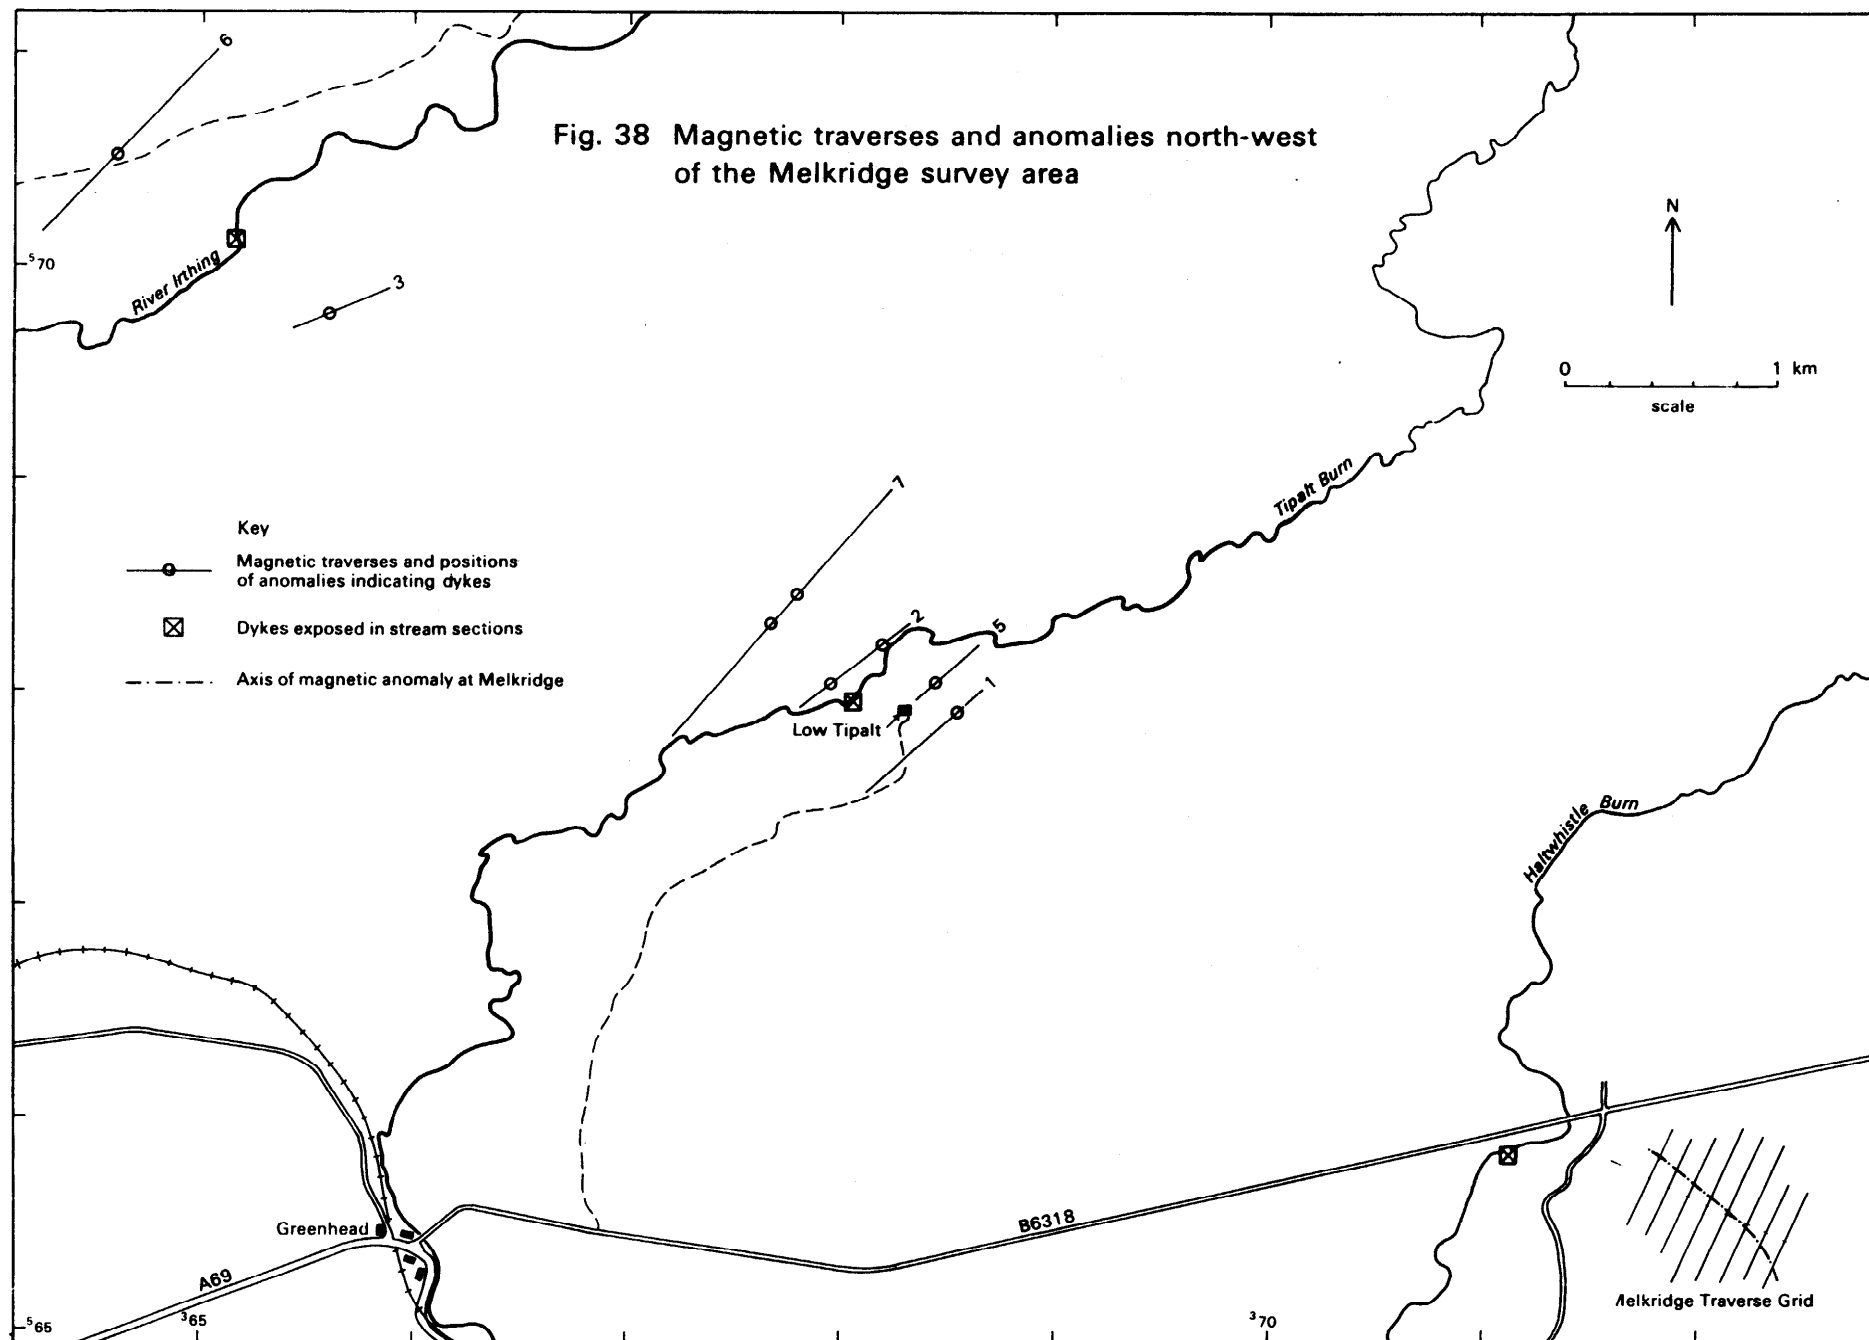 6
Fig. 38 Magnetic traverses and anomalies north-west
of the Melkridge survey area
N
⁵70
River Irthing
3
0 1 km
scale
7
Tipalt Burn
Key
Magnetic traverses and positions
of anomalies indicating dykes
Dykes exposed in stream sections
Axis of magnetic anomaly at Melkridge
2
5
1
Low Tipalt
Haltwhistle Burn
B6318
Greenhead
A69
Melkridge Traverse Grid
⁵65
³65
³70